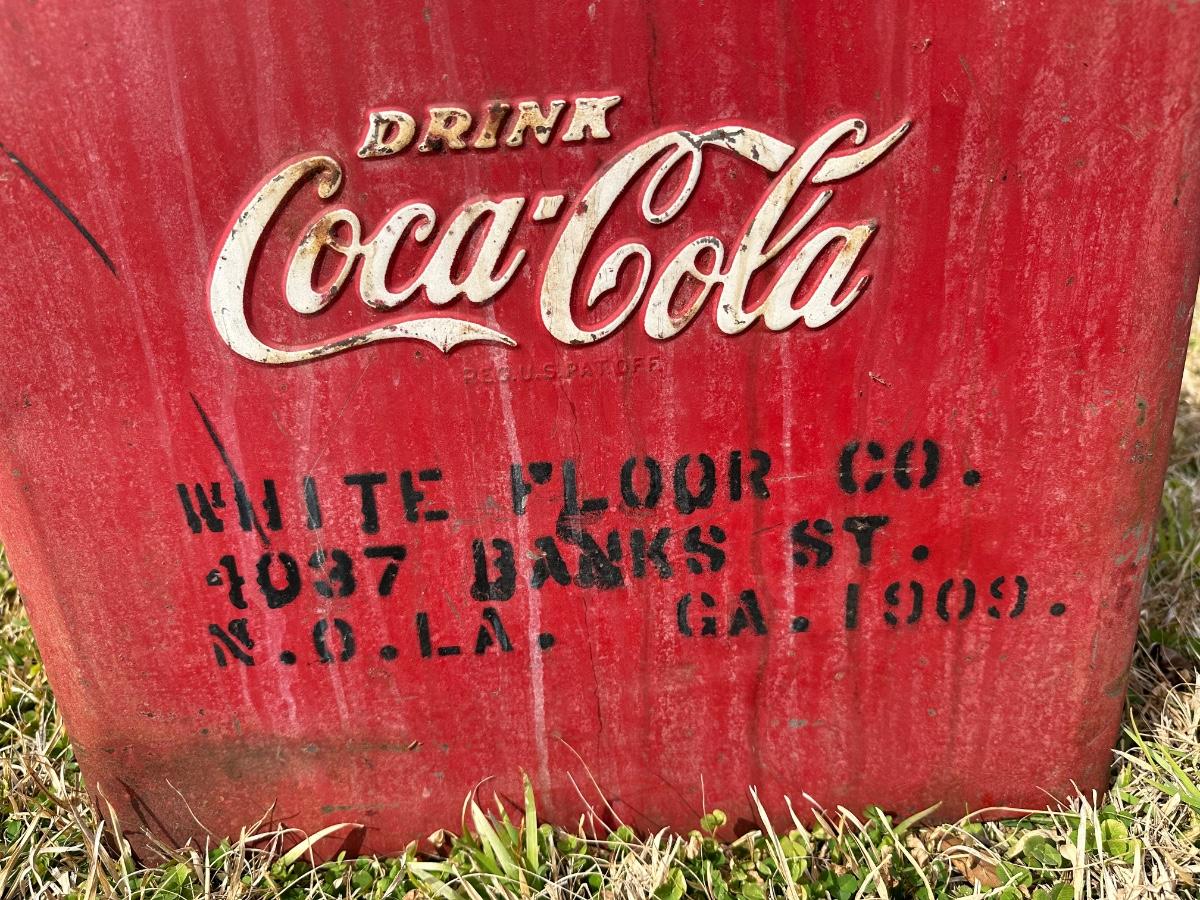 DRINK
Coca-Cola
REG. U.S. PAT OFF
WHITE FLOOR CO.
4037 BANKS ST.
N.O.LA. GA.1909.